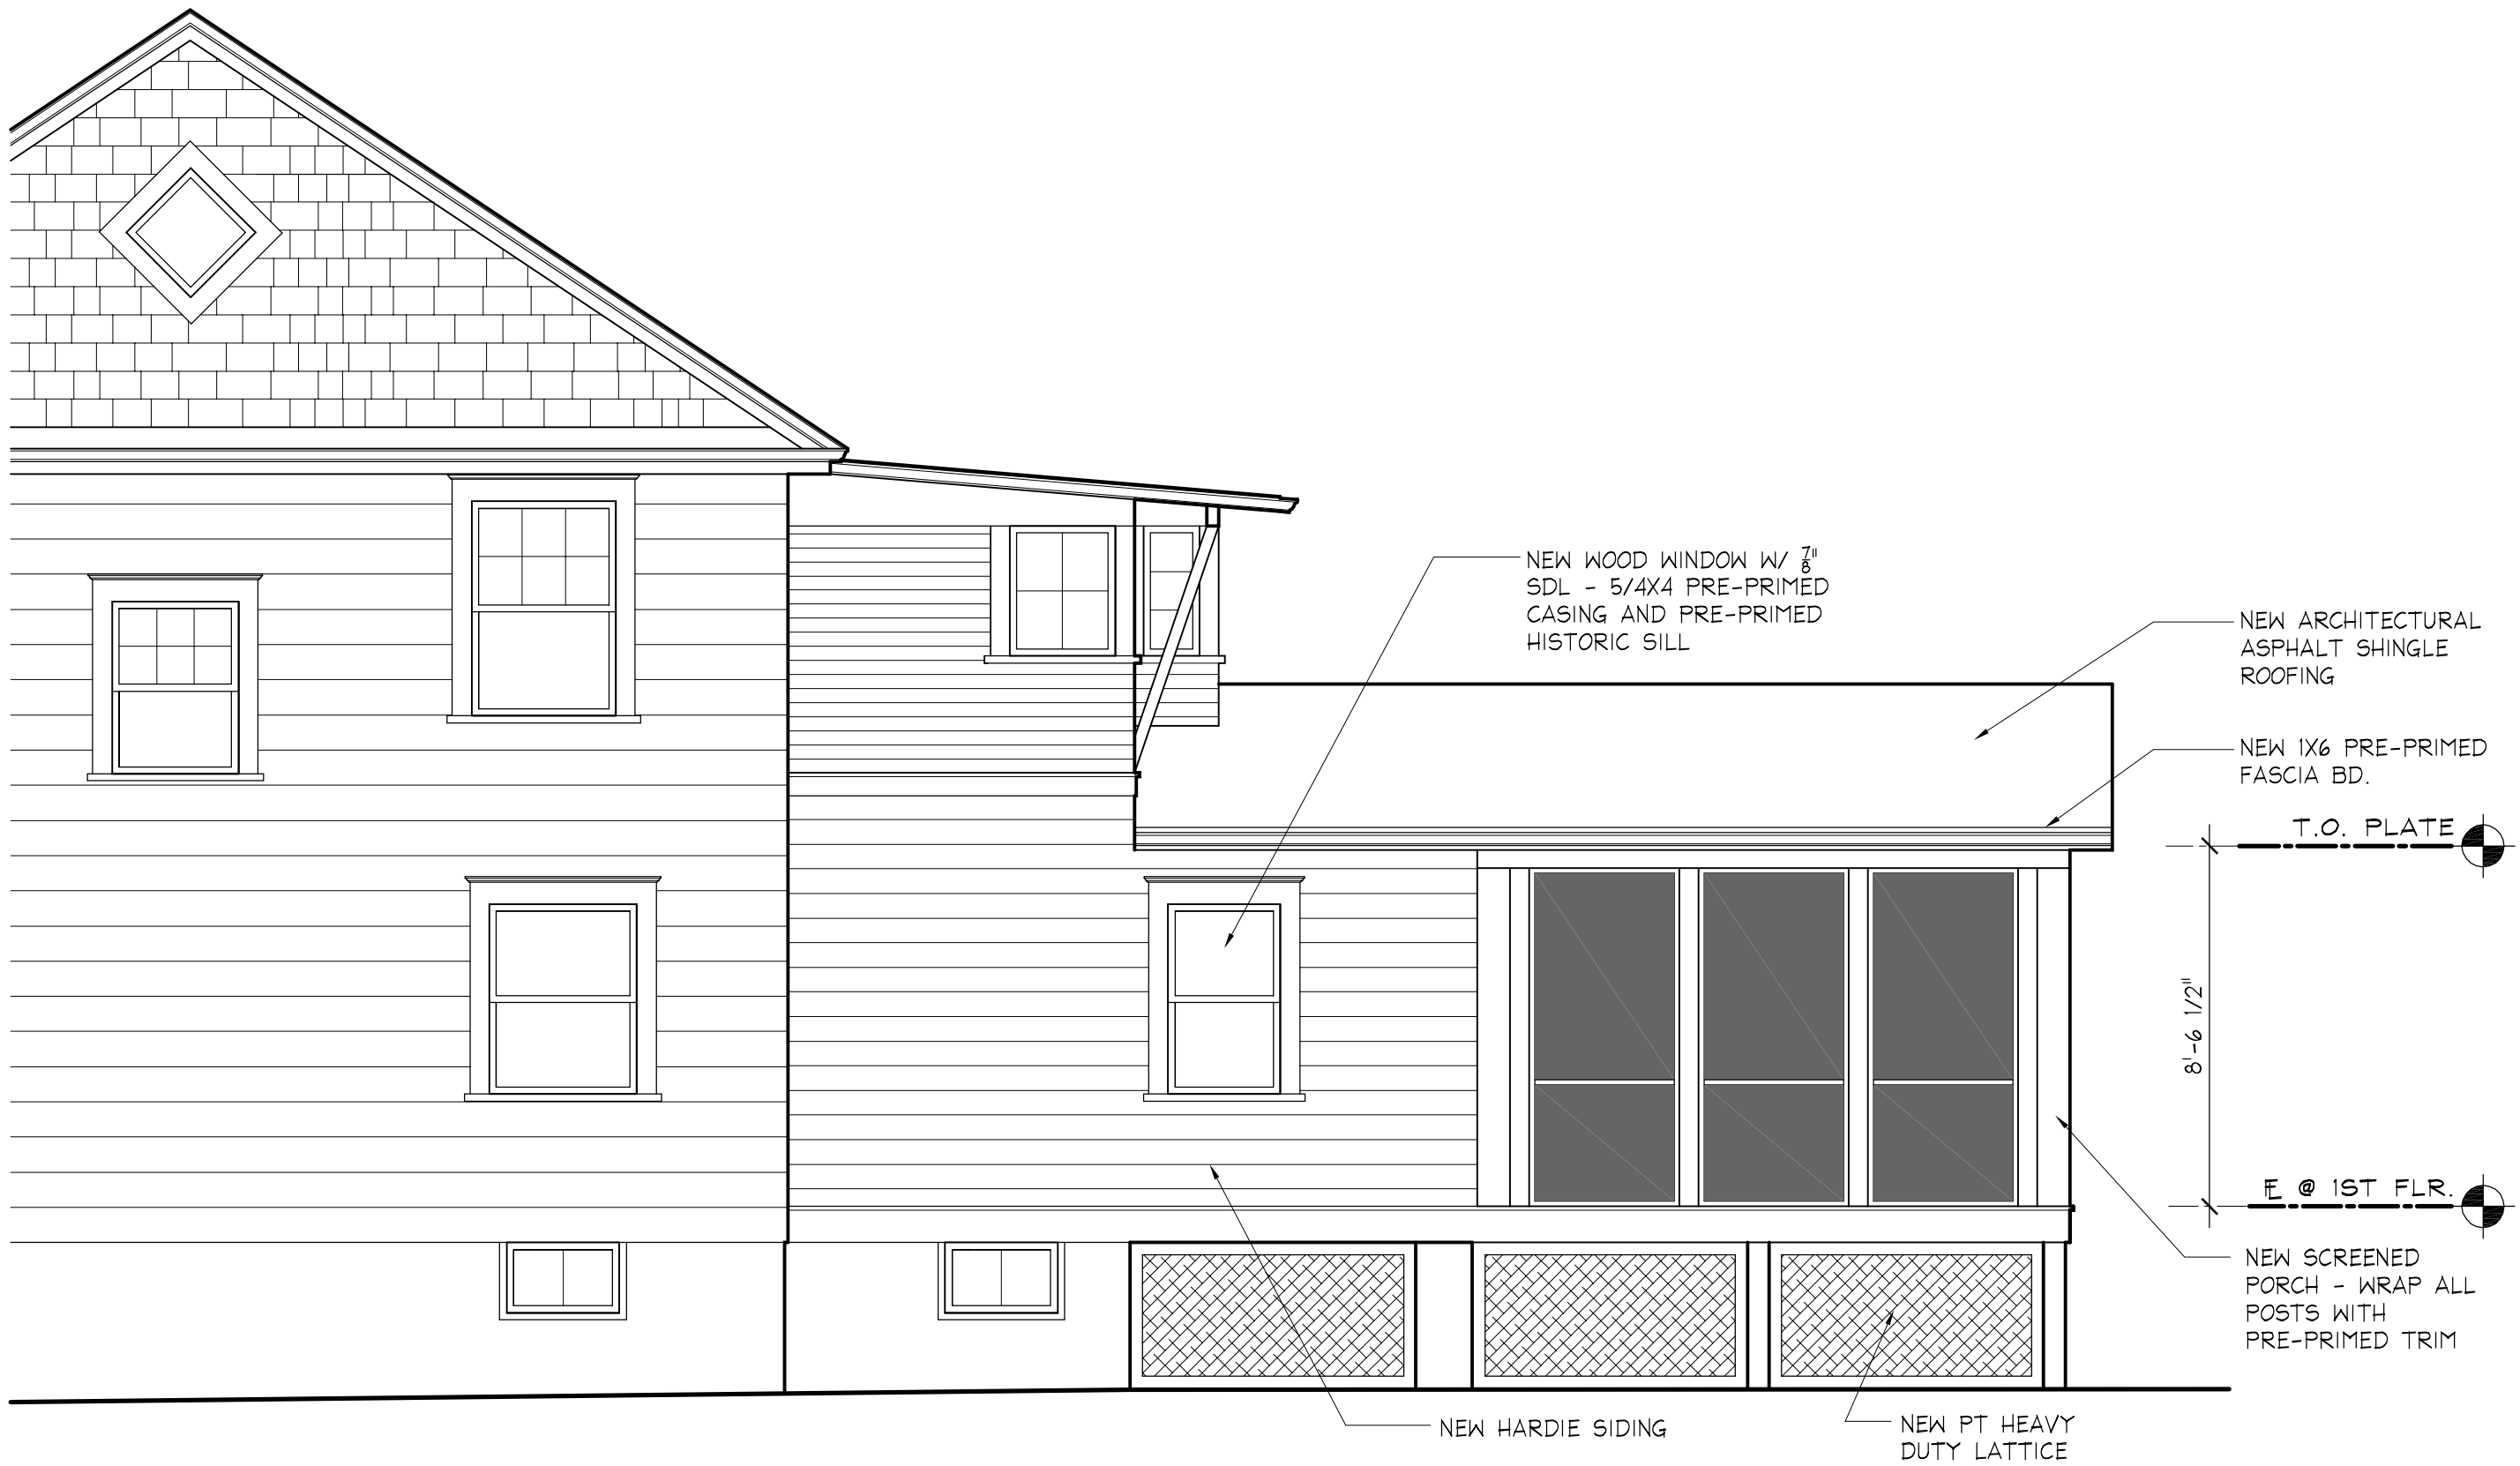 NEW WOOD WINDOW W/ 7/8"
SDL - 5/4X4 PRE-PRIMED
CASING AND PRE-PRIMED
HISTORIC SILL
NEW ARCHITECTURAL
ASPHALT SHINGLE
ROOFING
NEW 1X6 PRE-PRIMED
FASCIA BD.
T.O. PLATE
8'-6 1/2"
F @ 1ST FLR.
NEW SCREENED
PORCH - WRAP ALL
POSTS WITH
PRE-PRIMED TRIM
NEW HARDIE SIDING
NEW PT HEAVY
DUTY LATTICE